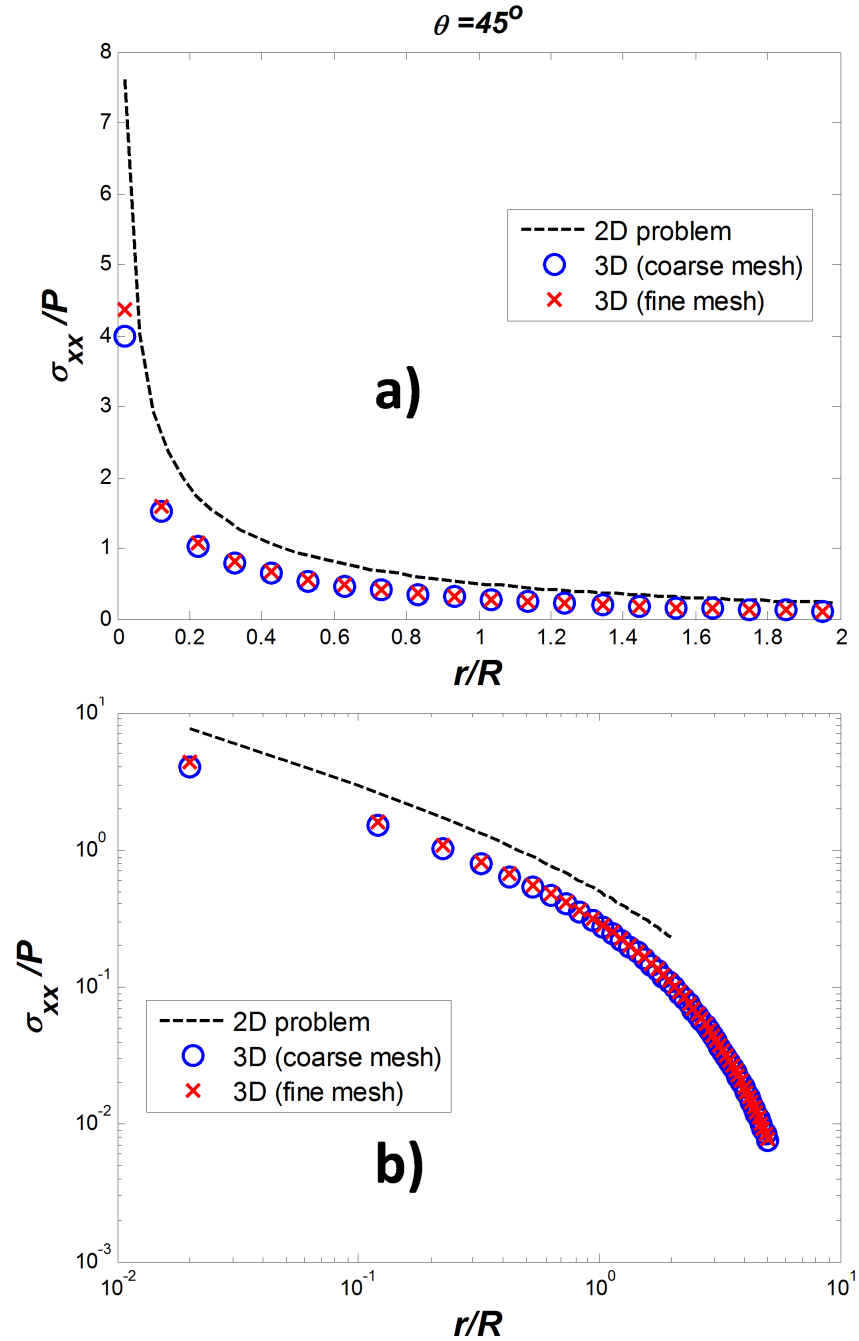 θ =45°
8
7
6
5
4
3
2
1
0
σxx /P
2D problem
3D (coarse mesh)
3D (fine mesh)
a)
0 0.2 0.4 0.6 0.8 1 1.2 1.4 1.6 1.8 2
r/R
10¹
10⁰
10⁻¹
10⁻²
10⁻³
σxx /P
2D problem
3D (coarse mesh)
3D (fine mesh)
b)
10⁻² 10⁻¹ 10⁰ 10¹
r/R